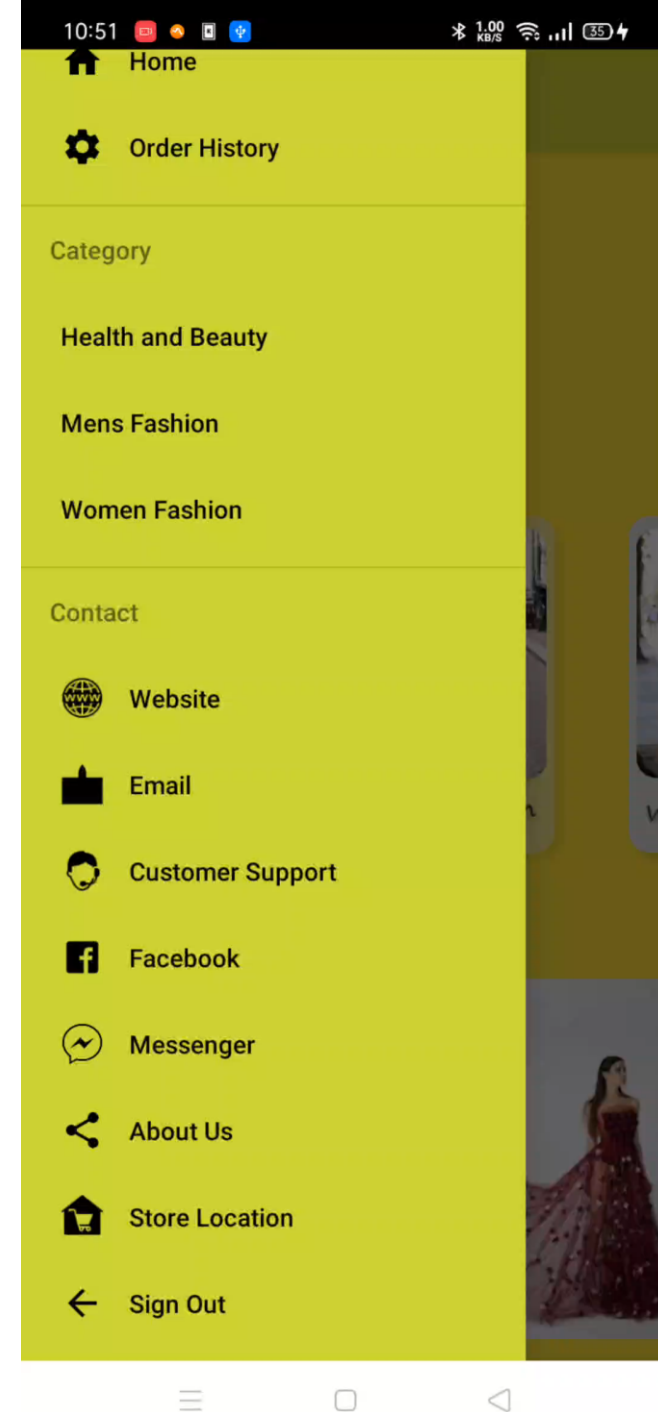 10:51 1.00 KB/S 35
Home
Order History
Category
Health and Beauty
Mens Fashion
Women Fashion
Contact
www Website
Email
Customer Support
Facebook
Messenger
About Us
Store Location
Sign Out